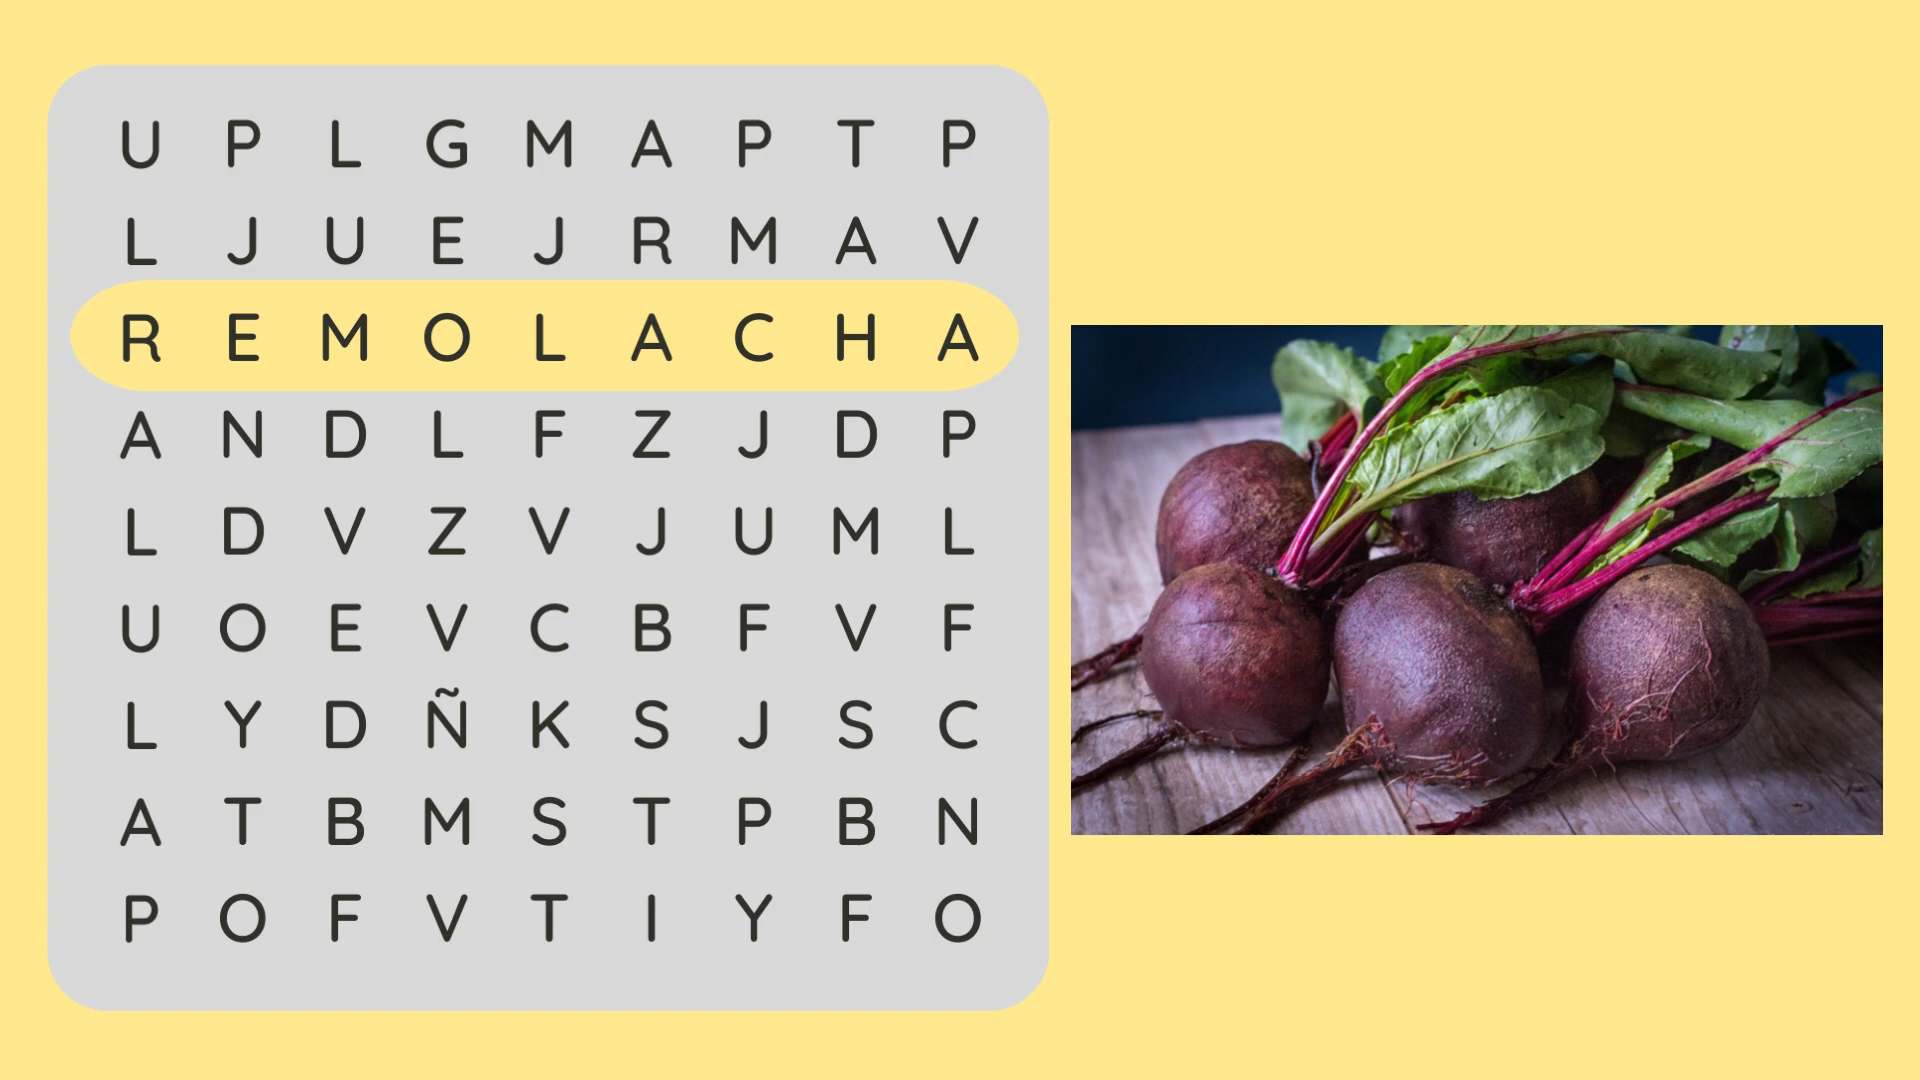 U P L G M A P T P
L J U E J R M A V
R E M O L A C H A
A N D L F Z J D P
L D V Z V J U M L
U O E V C B F V F
L Y D Ñ K S J S C
A T B M S T P B N
P O F V T I Y F O